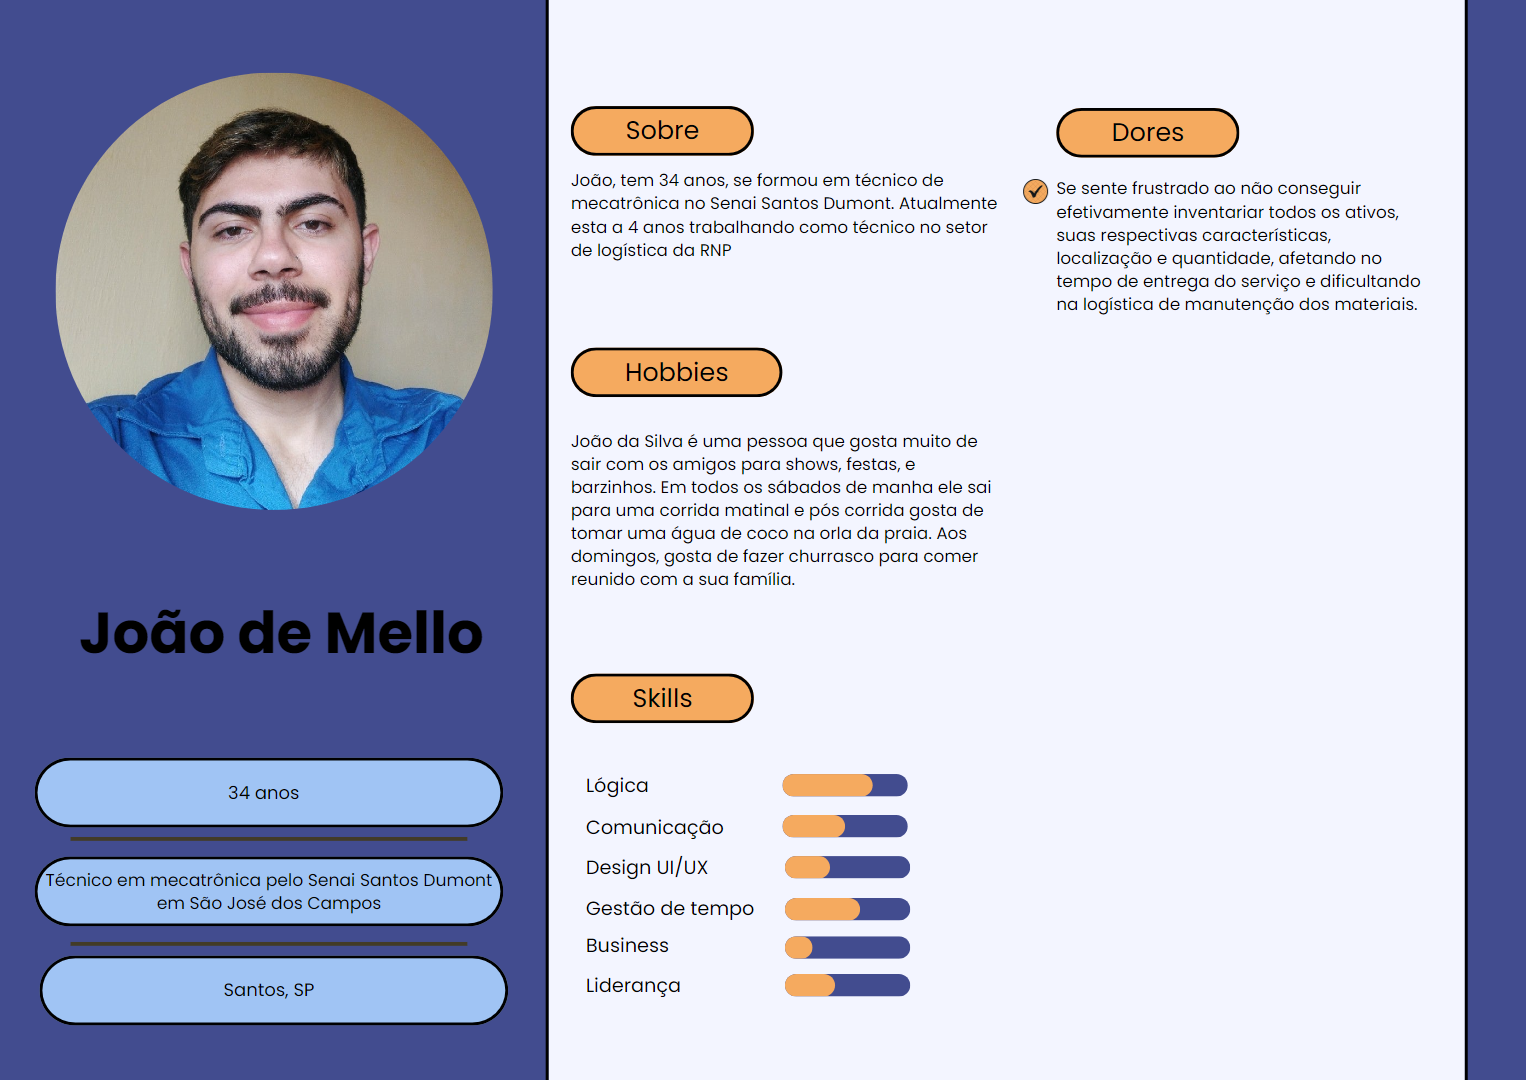 João de Mello
34 anos
Técnico em mecatrônica pelo Senai Santos Dumont
em São José dos Campos
Santos, SP
Sobre
João, tem 34 anos, se formou em técnico de
mecatrônica no Senai Santos Dumont. Atualmente
esta a 4 anos trabalhando como técnico no setor
de logística da RNP
Hobbies
João da Silva é uma pessoa que gosta muito de
sair com os amigos para shows, festas, e
barzinhos. Em todos os sábados de manha ele sai
para uma corrida matinal e pós corrida gosta de
tomar uma água de coco na orla da praia. Aos
domingos, gosta de fazer churrasco para comer
reunido com a sua família.
Skills
Lógica
Comunicação
Design UI/UX
Gestão de tempo
Business
Liderança
Dores
Se sente frustrado ao não conseguir
efetivamente inventariar todos os ativos,
suas respectivas características,
localização e quantidade, afetando no
tempo de entrega do serviço e dificultando
na logística de manutenção dos materiais.